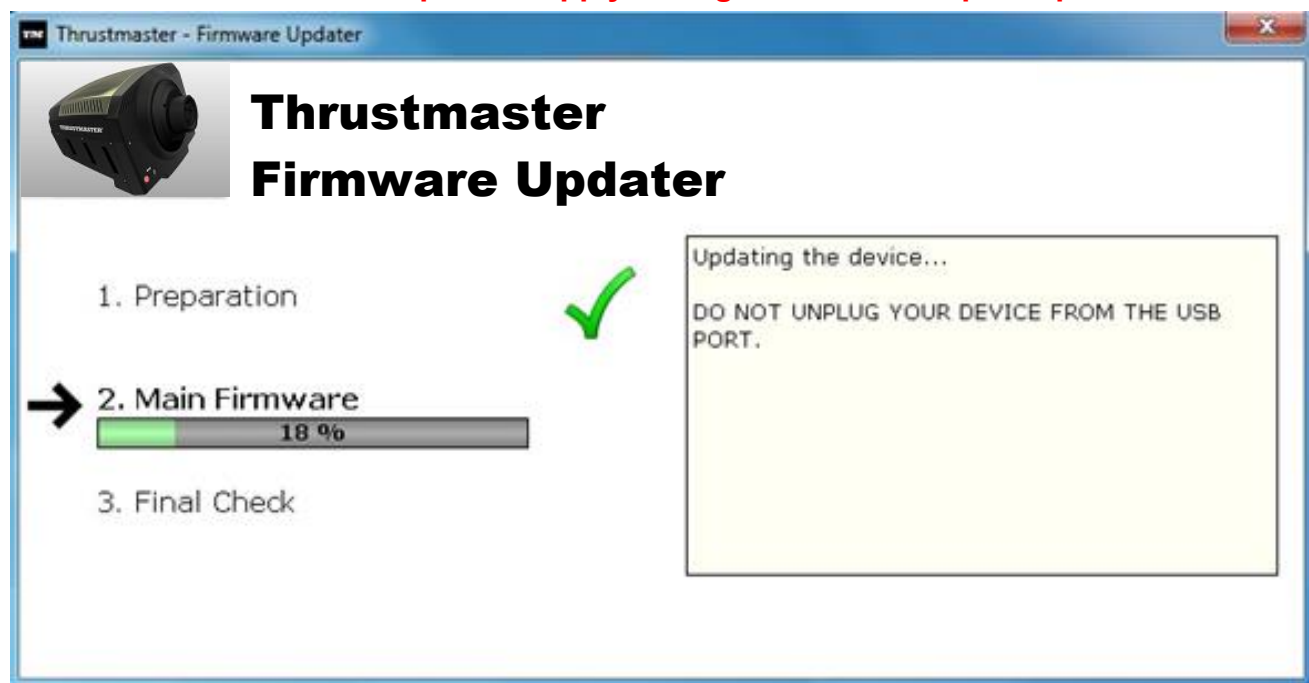 Thrustmaster - Firmware Updater
Thrustmaster
Firmware Updater
1. Preparation
2. Main Firmware
18 %
3. Final Check
Updating the device...
DO NOT UNPLUG YOUR DEVICE FROM THE USB
PORT.